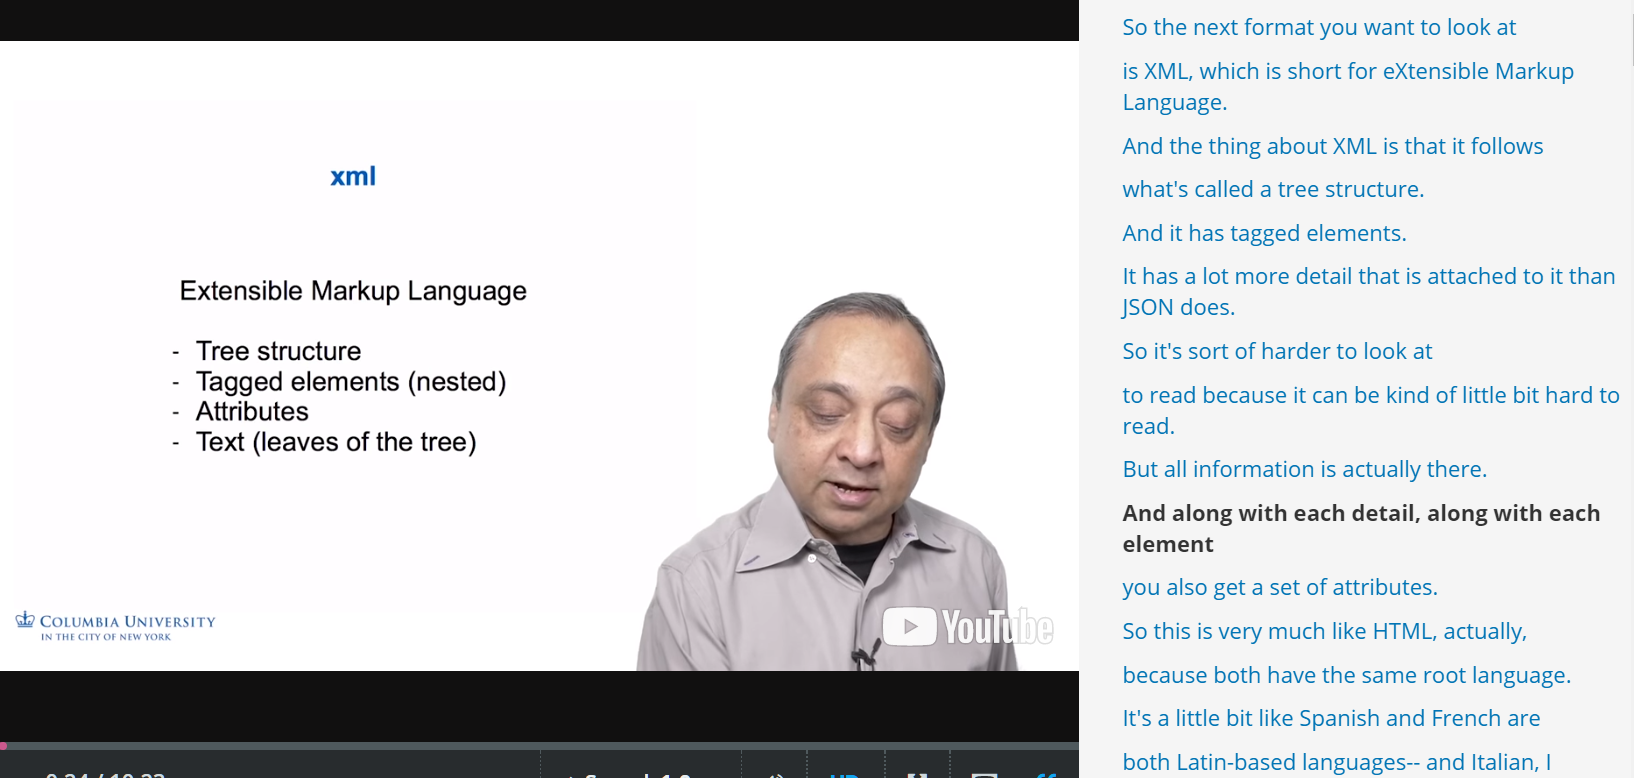 xml
Extensible Markup Language
- Tree structure
- Tagged elements (nested)
- Attributes
- Text (leaves of the tree)
COLUMBIA UNIVERSITY
IN THE CITY OF NEW YORK
YouTube
So the next format you want to look at
is XML, which is short for eXtensible Markup
Language.
And the thing about XML is that it follows
what's called a tree structure.
And it has tagged elements.
It has a lot more detail that is attached to it than
JSON does.
So it's sort of harder to look at
to read because it can be kind of little bit hard to
read.
But all information is actually there.
And along with each detail, along with each
element
you also get a set of attributes.
So this is very much like HTML, actually,
because both have the same root language.
It's a little bit like Spanish and French are
both Latin-based languages-- and Italian, I